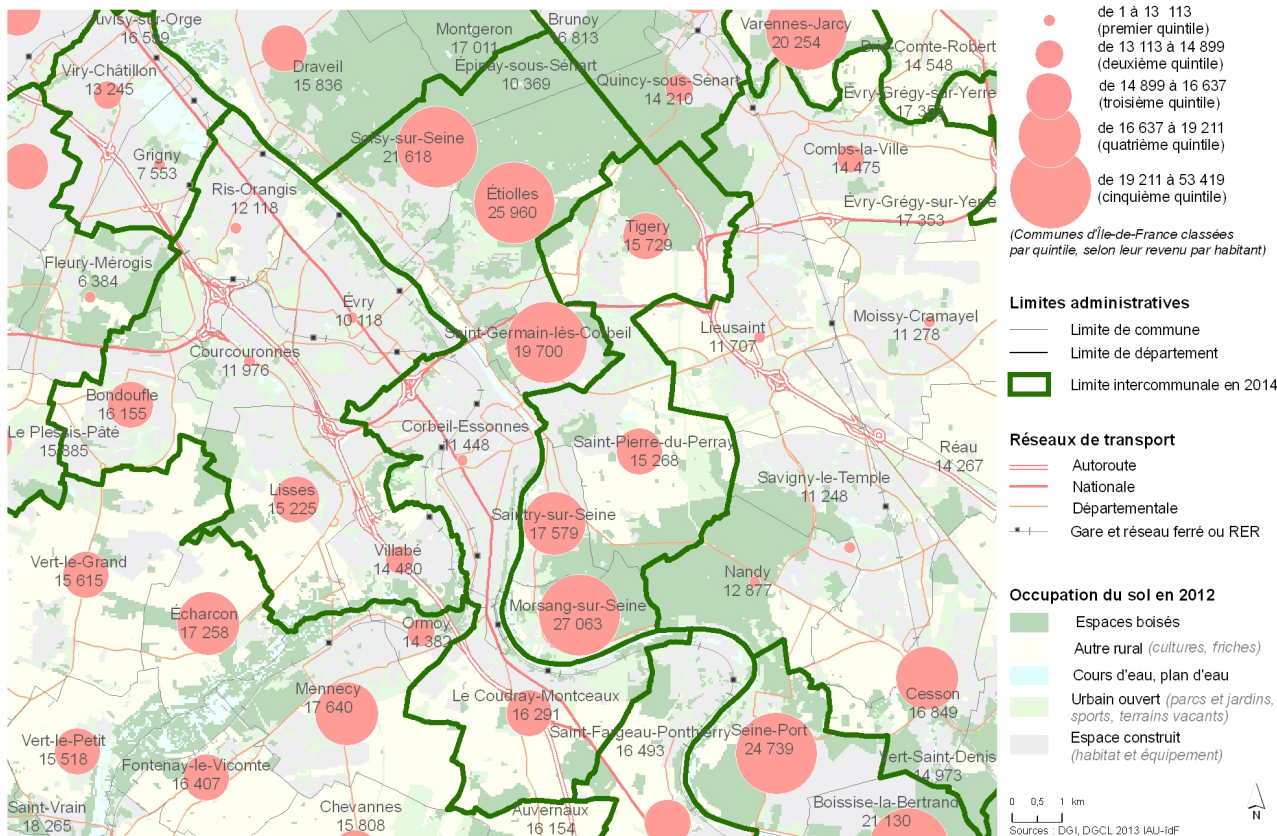 Juvisy-sur-Orge
16 599
Viry-Châtillon
13 245
Draveil
15 836
Montgeron
17 011
Épinay-sous-Sénart
10 369
Brunoy
16 813
Quincy-sous-Sénart
14 210
Varennes-Jarcy
20 254
Brie-Comte-Robert
14 548
Évry-Grégy-sur-Yerre
17 353
Grigny
7 553
Ris-Orangis
12 118
Soisy-sur-Seine
21 618
Étiolles
25 960
Combs-la-Ville
14 475
Évry-Grégy-sur-Yerre
17 353
Tigery
15 729
Fleury-Mérogis
6 384
Évry
10 118
Saint-Germain-lès-Corbeil
19 700
Lieusaint
11 707
Moissy-Cramayel
11 278
Courcouronnes
11 976
Bondoufle
16 155
Le Plessis-Pâté
15 885
Corbeil-Essonnes
11 448
Saint-Pierre-du-Perray
15 268
Réau
14 267
Savigny-le-Temple
11 248
Lisses
15 225
Saintry-sur-Seine
17 579
Villabé
14 480
Vert-le-Grand
15 615
Nandy
12 877
Écharcon
17 258
Morsang-sur-Seine
27 063
Ormoy
14 382
Mennecy
17 640
Le Coudray-Montceaux
16 291
Cesson
16 849
Saint-Fargeau-Ponthierry
16 493
Seine-Port
24 739
Vert-le-Petit
15 518
Fontenay-le-Vicomte
16 407
Vert-Saint-Denis
14 973
Saint-Vrain
18 265
Chevannes
15 808
Auvernaux
16 154
Boissise-la-Bertrand
21 130
de 1 à 13 113
(premier quintile)
de 13 113 à 14 899
(deuxième quintile)
de 14 899 à 16 637
(troisième quintile)
de 16 637 à 19 211
(quatrième quintile)
de 19 211 à 53 419
(cinquième quintile)
(Communes d'Île-de-France classées
par quintile, selon leur revenu par habitant)
Limites administratives
Limite de commune
Limite de département
Limite intercommunale en 2014
Réseaux de transport
Autoroute
Nationale
Départementale
Gare et réseau ferré ou RER
Occupation du sol en 2012
Espaces boisés
Autre rural (cultures, friches)
Cours d'eau, plan d'eau
Urbain ouvert (parcs et jardins,
sports, terrains vacants)
Espace construit
(habitat et équipement)
0 0,5 1 km
N
Sources : DGI, DGCL 2013 IAU-îdF